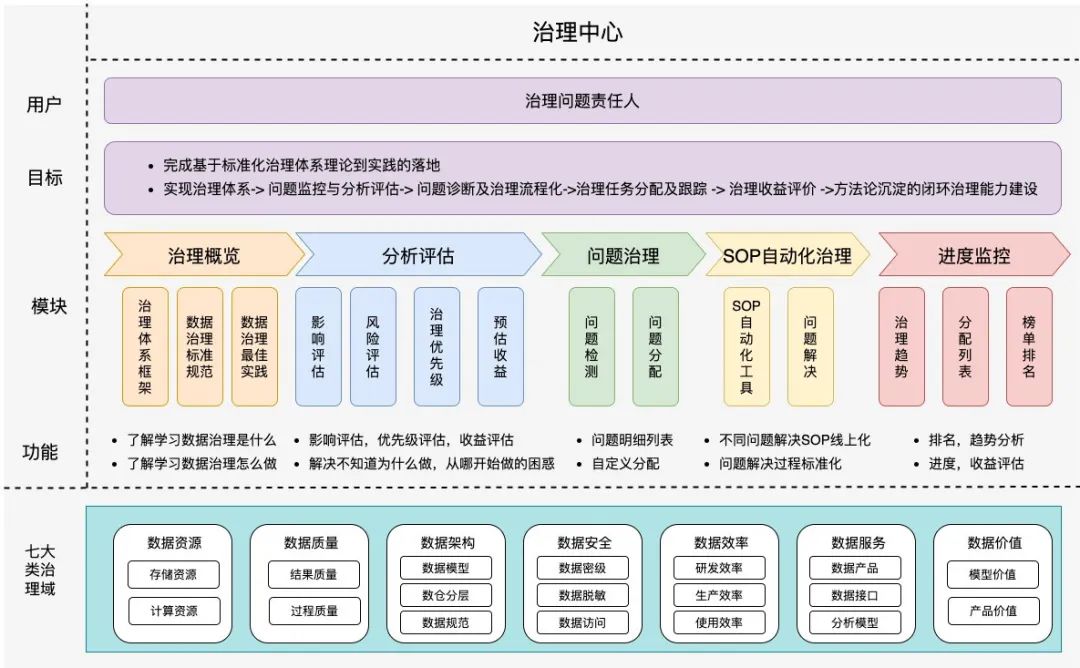 治理中心
用户
治理问题责任人
目标
完成基于标准化治理体系理论到实践的落地
实现治理体系-> 问题监控与分析评估-> 问题诊断及治理流程化->治理任务分配及跟踪 -> 治理收益评价 ->方法论沉淀的闭环治理能力建设
模块
治理概览
分析评估
问题治理
SOP自动化治理
进度监控
治理体系框架
数据治理标准规范
数据治理最佳实践
影响评估
风险评估
治理优先级
预估收益
问题检测
问题分配
SOP自动化工具
问题解决
治理趋势
分配列表
榜单排名
功能
了解学习数据治理是什么
了解学习数据治理怎么做
影响评估，优先级评估，收益评估
解决不知道为什么做，从哪开始做的困惑
问题明细列表
自定义分配
不同问题解决SOP线上化
问题解决过程标准化
排名，趋势分析
进度，收益评估
七大
类治
理域
数据资源
存储资源
计算资源
数据质量
结果质量
过程质量
数据架构
数据模型
数仓分层
数据规范
数据安全
数据密级
数据脱敏
数据访问
数据效率
研发效率
生产效率
使用效率
数据服务
数据产品
数据接口
分析模型
数据价值
模型价值
产品价值